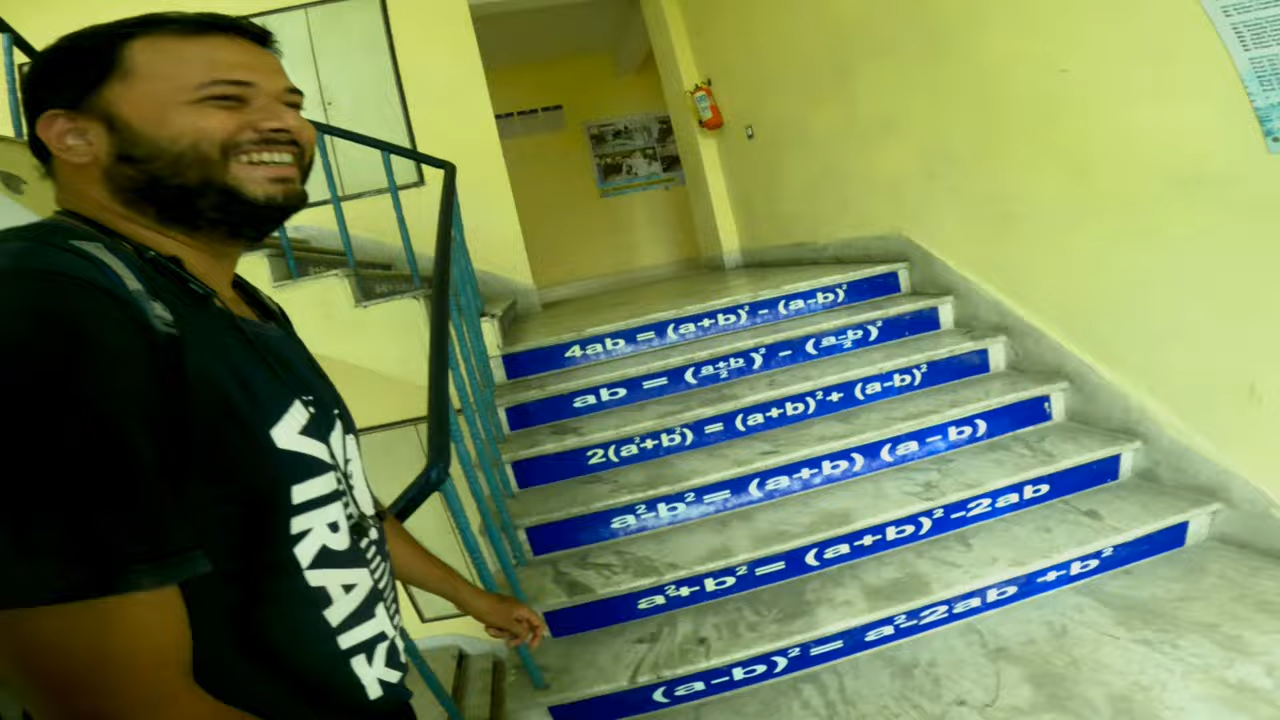 4ab = (a+b)² - (a-b)²
ab = (a+b/2)² - (a-b/2)²
2(a²+b²) = (a+b)² + (a-b)²
a²-b² = (a+b) (a-b)
a²+b² = (a+b)²-2ab
(a-b)² = a²-2ab +b²
VIRAT